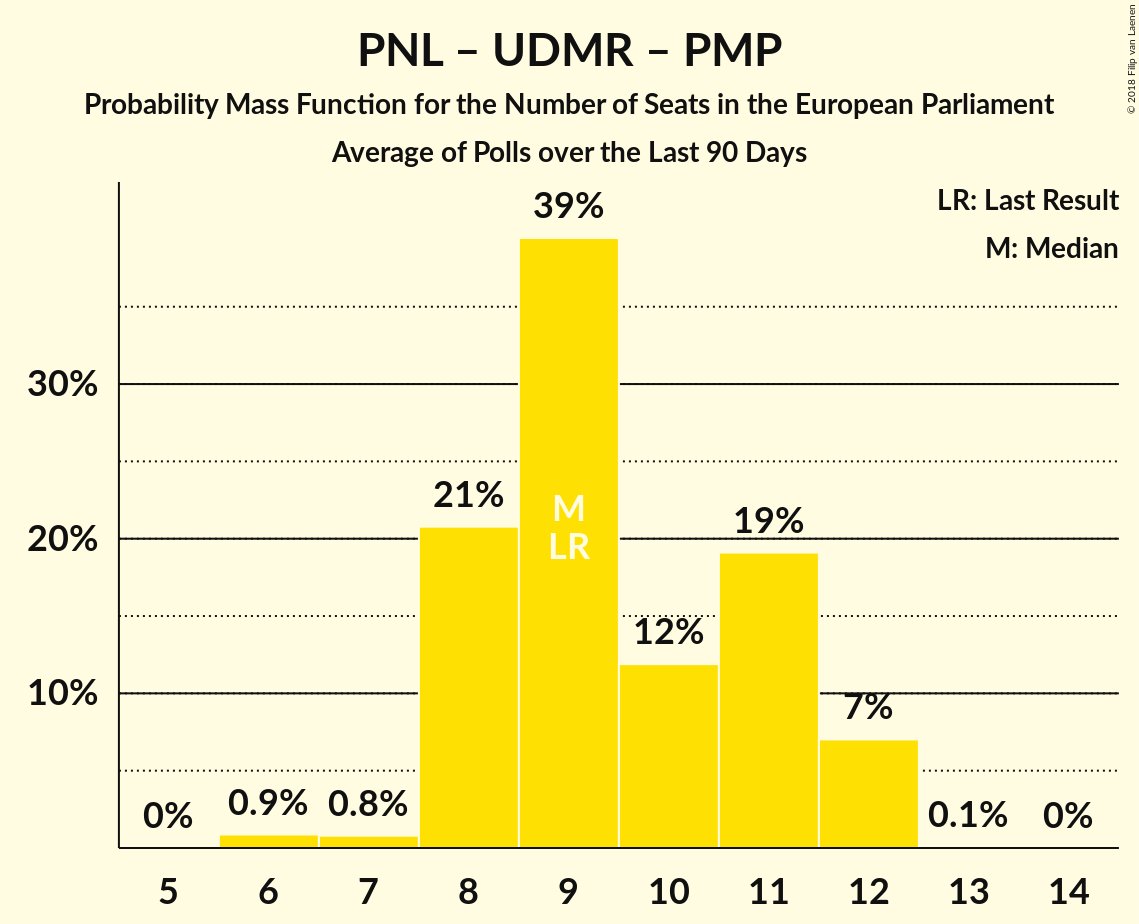 PNL – UDMR – PMP
Probability Mass Function for the Number of Seats in the European Parliament
Average of Polls over the Last 90 Days
© 2018 Filip van Laenen
LR: Last Result
M: Median
39%
30%
21%
M
19%
20%
LR
12%
10%
7%
0%
0.9%
0.8%
0.1%
0%
5 6 7 8 9 10 11 12 13 14